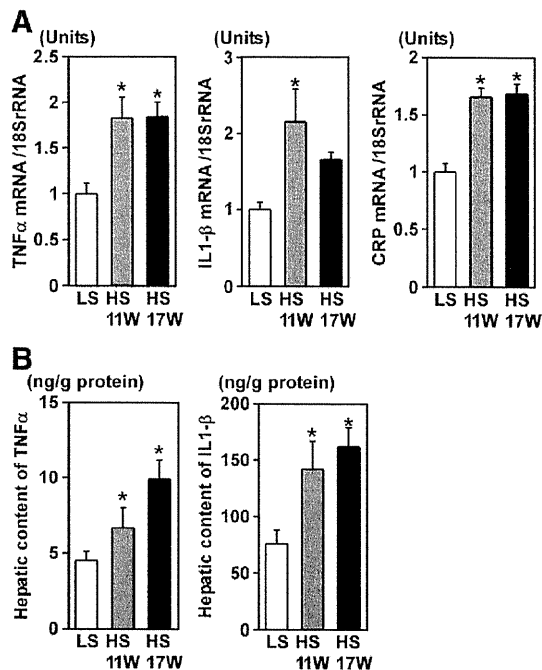 A
(Units)
TNFα mRNA /18SrRNA
2.5
2
1.5
1
0.5
0
*
*
LS HS HS
11W 17W
(Units)
IL1-β mRNA /18SrRNA
3
2
1
0
*
LS HS HS
11W 17W
(Units)
CRP mRNA /18SrRNA
2
1.5
1
0.5
0
*
*
LS HS HS
11W 17W
B
(ng/g protein)
Hepatic content of TNFα
15
10
5
0
*
*
LS HS HS
11W 17W
(ng/g protein)
Hepatic content of IL1-β
200
150
100
50
0
*
*
LS HS HS
11W 17W